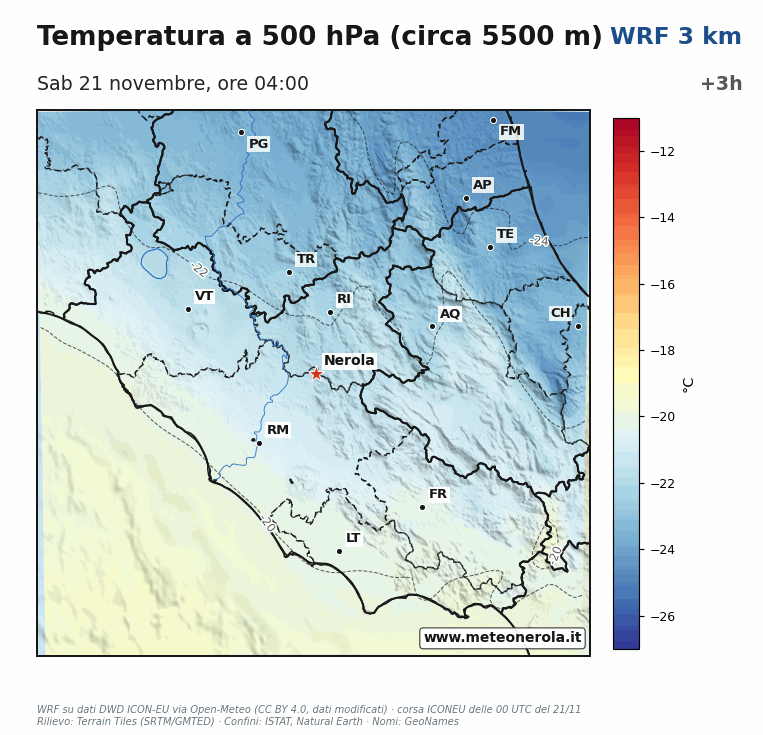 Temperatura a 500 hPa (circa 5500 m) WRF 3 km
Sab 21 novembre, ore 04:00 +3h
FM
PG
AP
TE
-24
TR
-22
VT
RI
AQ
CH
Nerola
RM
FR
-20
LT
-20
www.meteonerola.it
−12
−14
−16
−18
−20
−22
−24
−26
°C
WRF su dati DWD ICON-EU via Open-Meteo (CC BY 4.0, dati modificati) · corsa ICONEU delle 00 UTC del 21/11
Rilievo: Terrain Tiles (SRTM/GMTED) · Confini: ISTAT, Natural Earth · Nomi: GeoNames